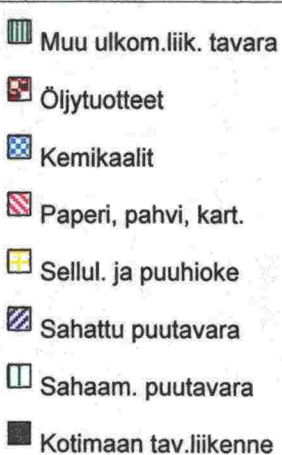 Muu ulkom.liik. tavara
Öljytuotteet
Kemikaalit
Paperi, pahvi, kart.
Sellul. ja puuhioke
Sahattu puutavara
Sahaam. puutavara
Kotimaan tav.liikenne